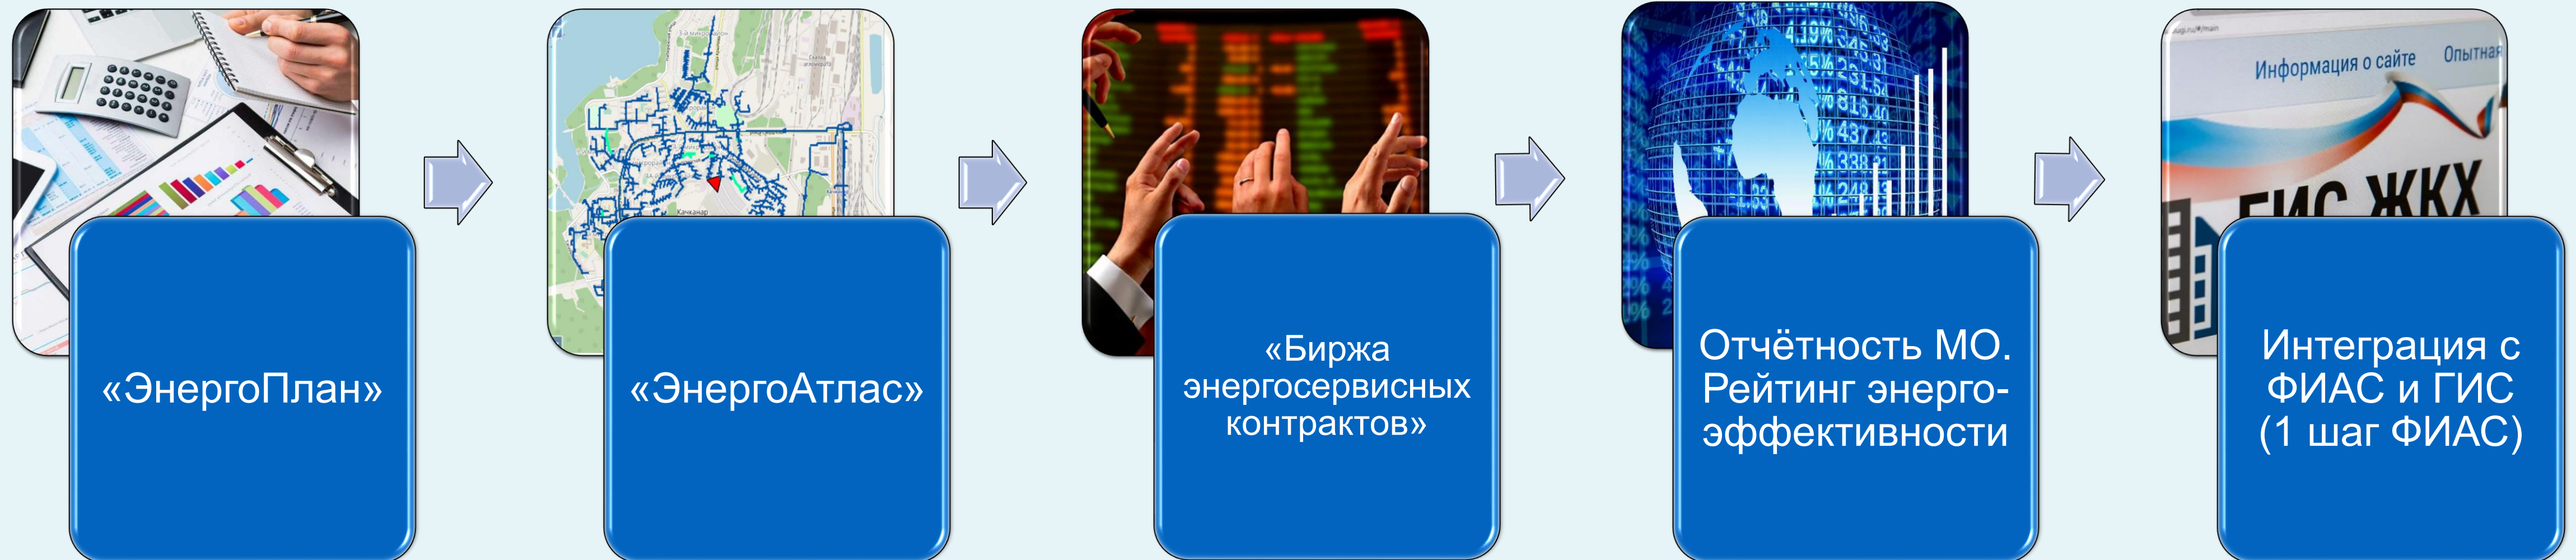 Информация о сайте
Опытная
ГИС ЖКХ
Качканар
«ЭнергоПлан»
«ЭнергоАтлас»
«Биржа
энергосервисных
контрактов»
Отчётность МО.
Рейтинг энерго-
эффективности
Интеграция с
ФИАС и ГИС
(1 шаг ФИАС)